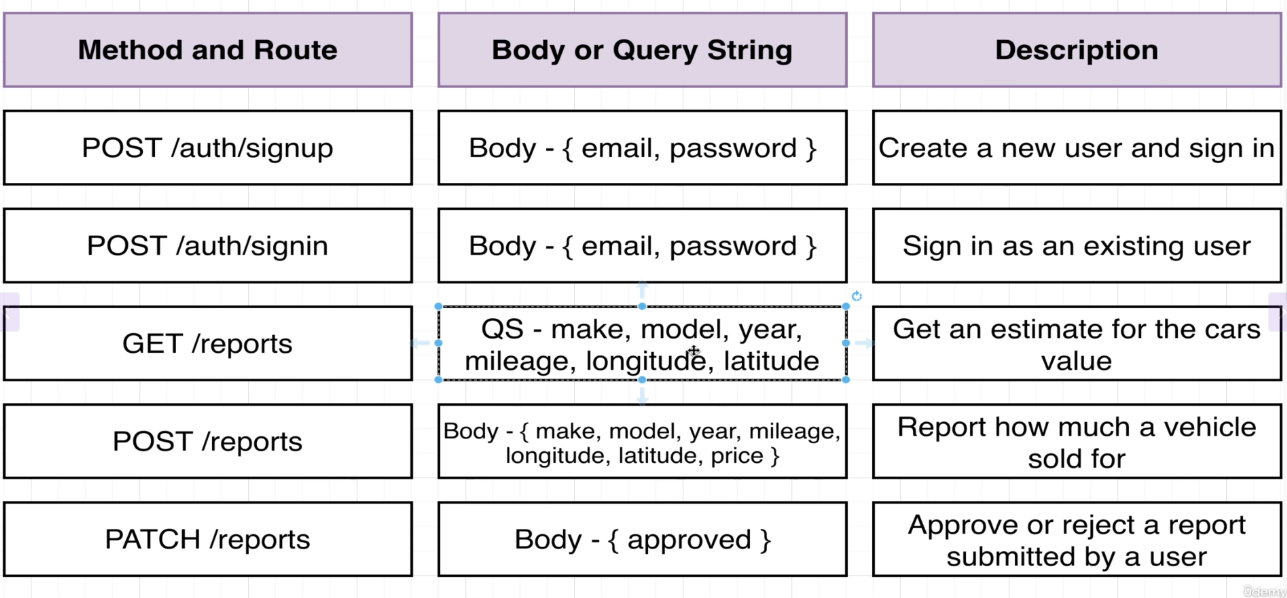 Method and Route
Body or Query String
Description
POST /auth/signup
Body - { email, password }
Create a new user and sign in
POST /auth/signin
Body - { email, password }
Sign in as an existing user
GET /reports
QS - make, model, year,
mileage, longitude, latitude
Get an estimate for the cars
value
POST /reports
Body - { make, model, year, mileage,
longitude, latitude, price }
Report how much a vehicle
sold for
PATCH /reports
Body - { approved }
Approve or reject a report
submitted by a user
ûdemy